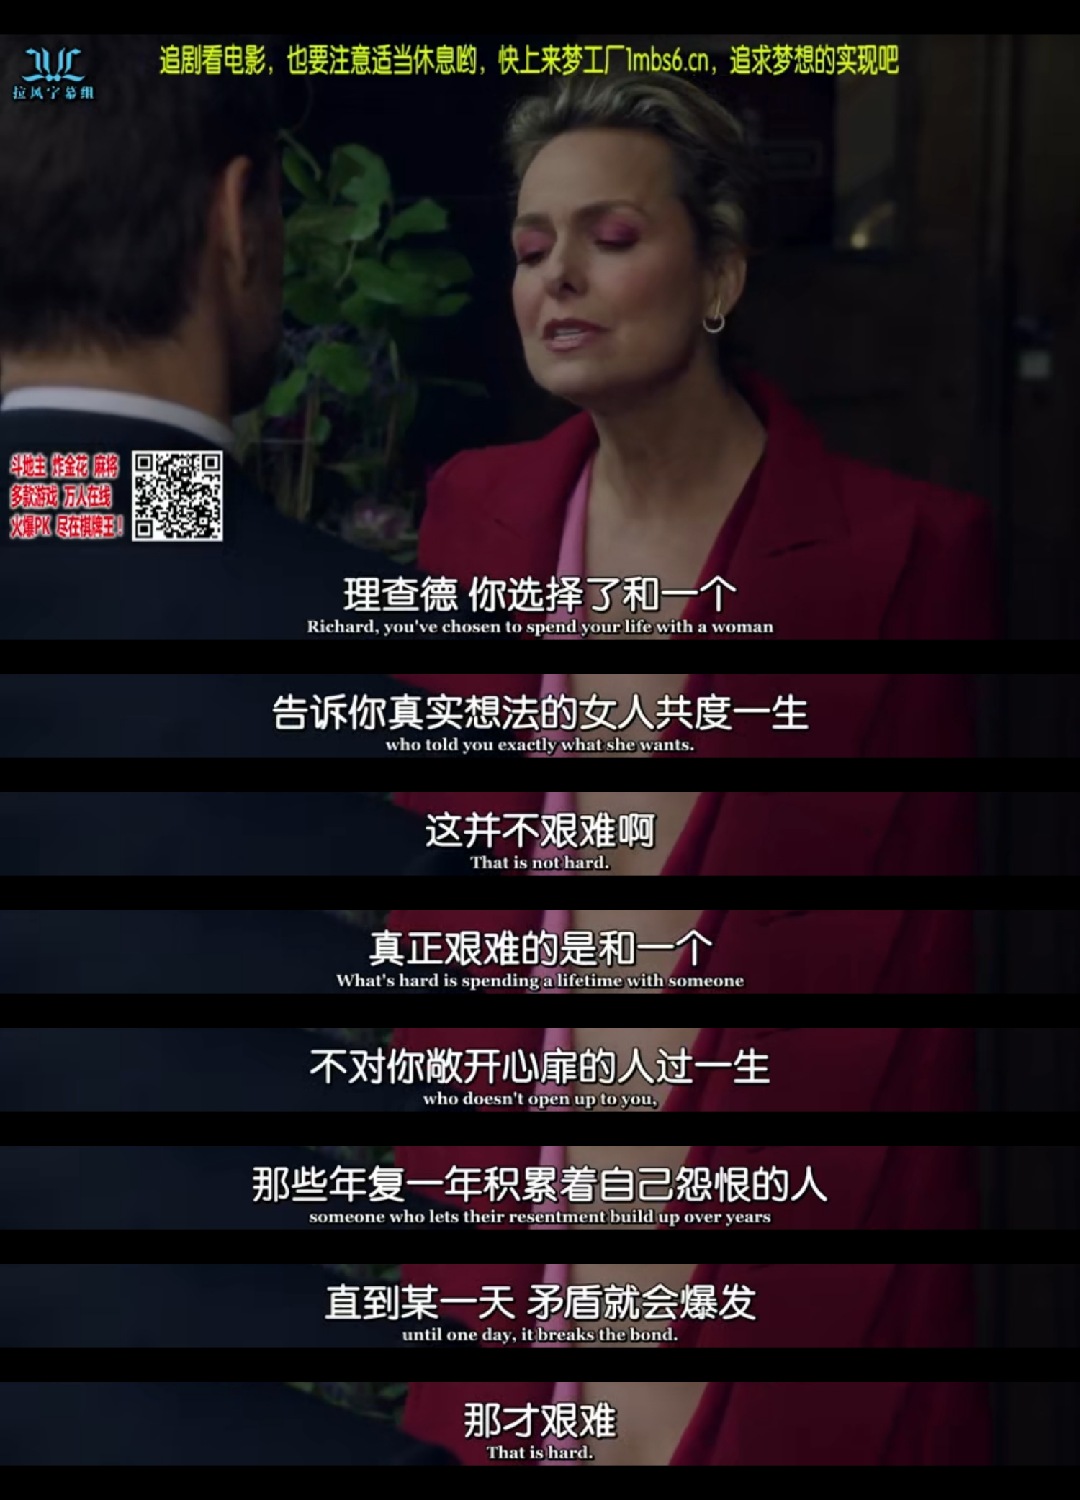 追剧看电影，也要注意适当休息哟，快上来梦工厂1mbs6.cn，追求梦想的实现吧
拉风字幕组
斗地主 炸金花 麻将
多款游戏 万人在线
火爆PK 尽在棋牌王！
理查德 你选择了和一个
Richard, you've chosen to spend your life with a woman
告诉你真实想法的女人共度一生
who told you exactly what she wants.
这并不艰难啊
That is not hard.
真正艰难的是和一个
What's hard is spending a lifetime with someone
不对你敞开心扉的人过一生
who doesn't open up to you,
那些年复一年积累着自己怨恨的人
someone who lets their resentment build up over years
直到某一天 矛盾就会爆发
until one day, it breaks the bond.
那才艰难
That is hard.